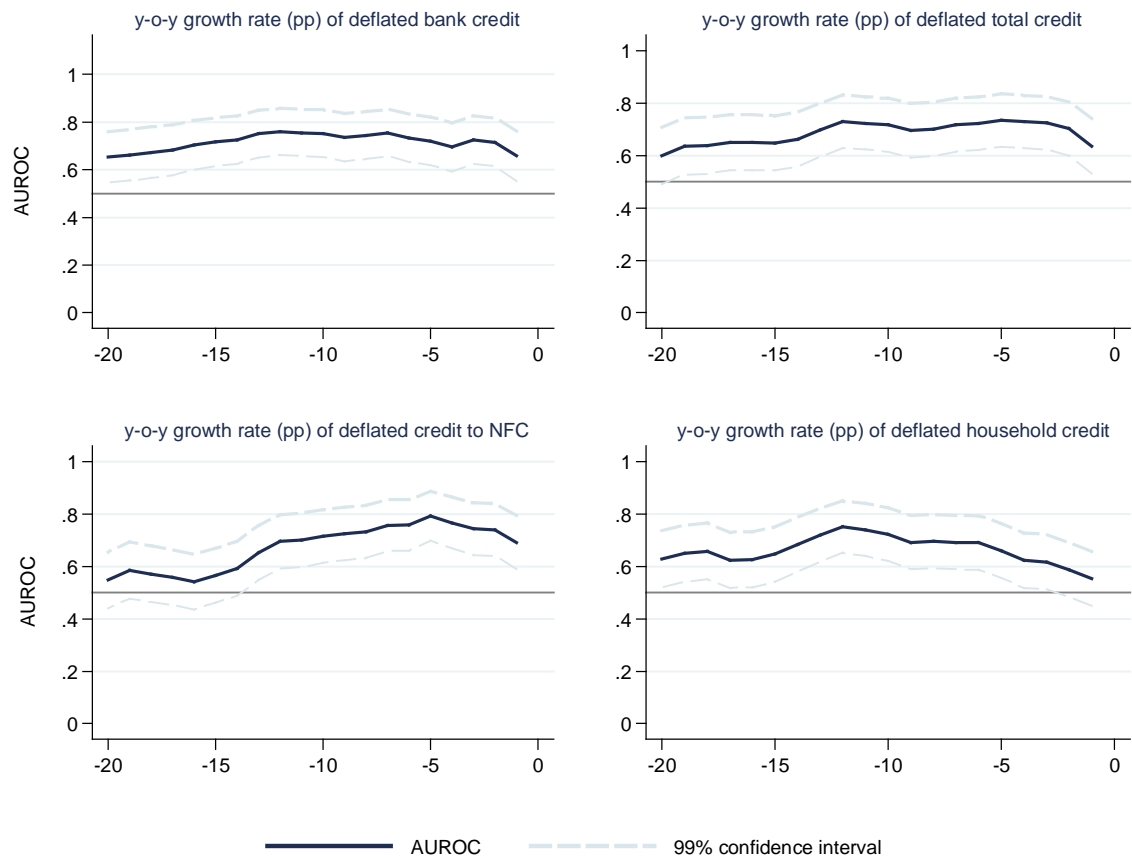 y-o-y growth rate (pp) of deflated bank credit
AUROC
1
.8
.6
.4
.2
0
-20 -15 -10 -5 0
y-o-y growth rate (pp) of deflated total credit
1
.8
.6
.4
.2
0
-20 -15 -10 -5 0
y-o-y growth rate (pp) of deflated credit to NFC
AUROC
1
.8
.6
.4
.2
0
-20 -15 -10 -5 0
y-o-y growth rate (pp) of deflated household credit
1
.8
.6
.4
.2
0
-20 -15 -10 -5 0
AUROC 99% confidence interval